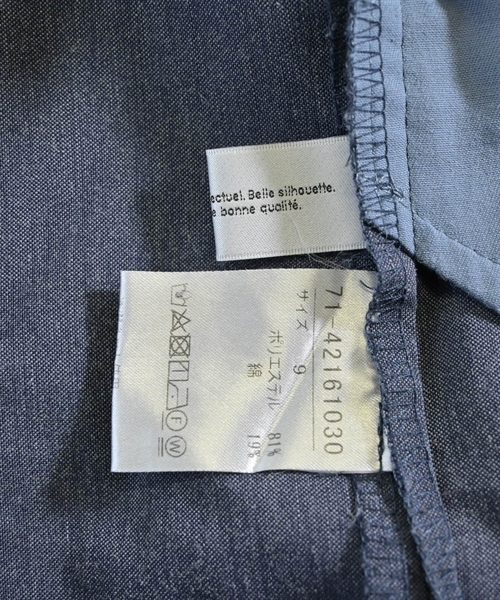 ectuel. Belle silhouette.
e bonne qualité.
71-42161030
サイズ 9
ポリエステル 81%
綿 19%
F W